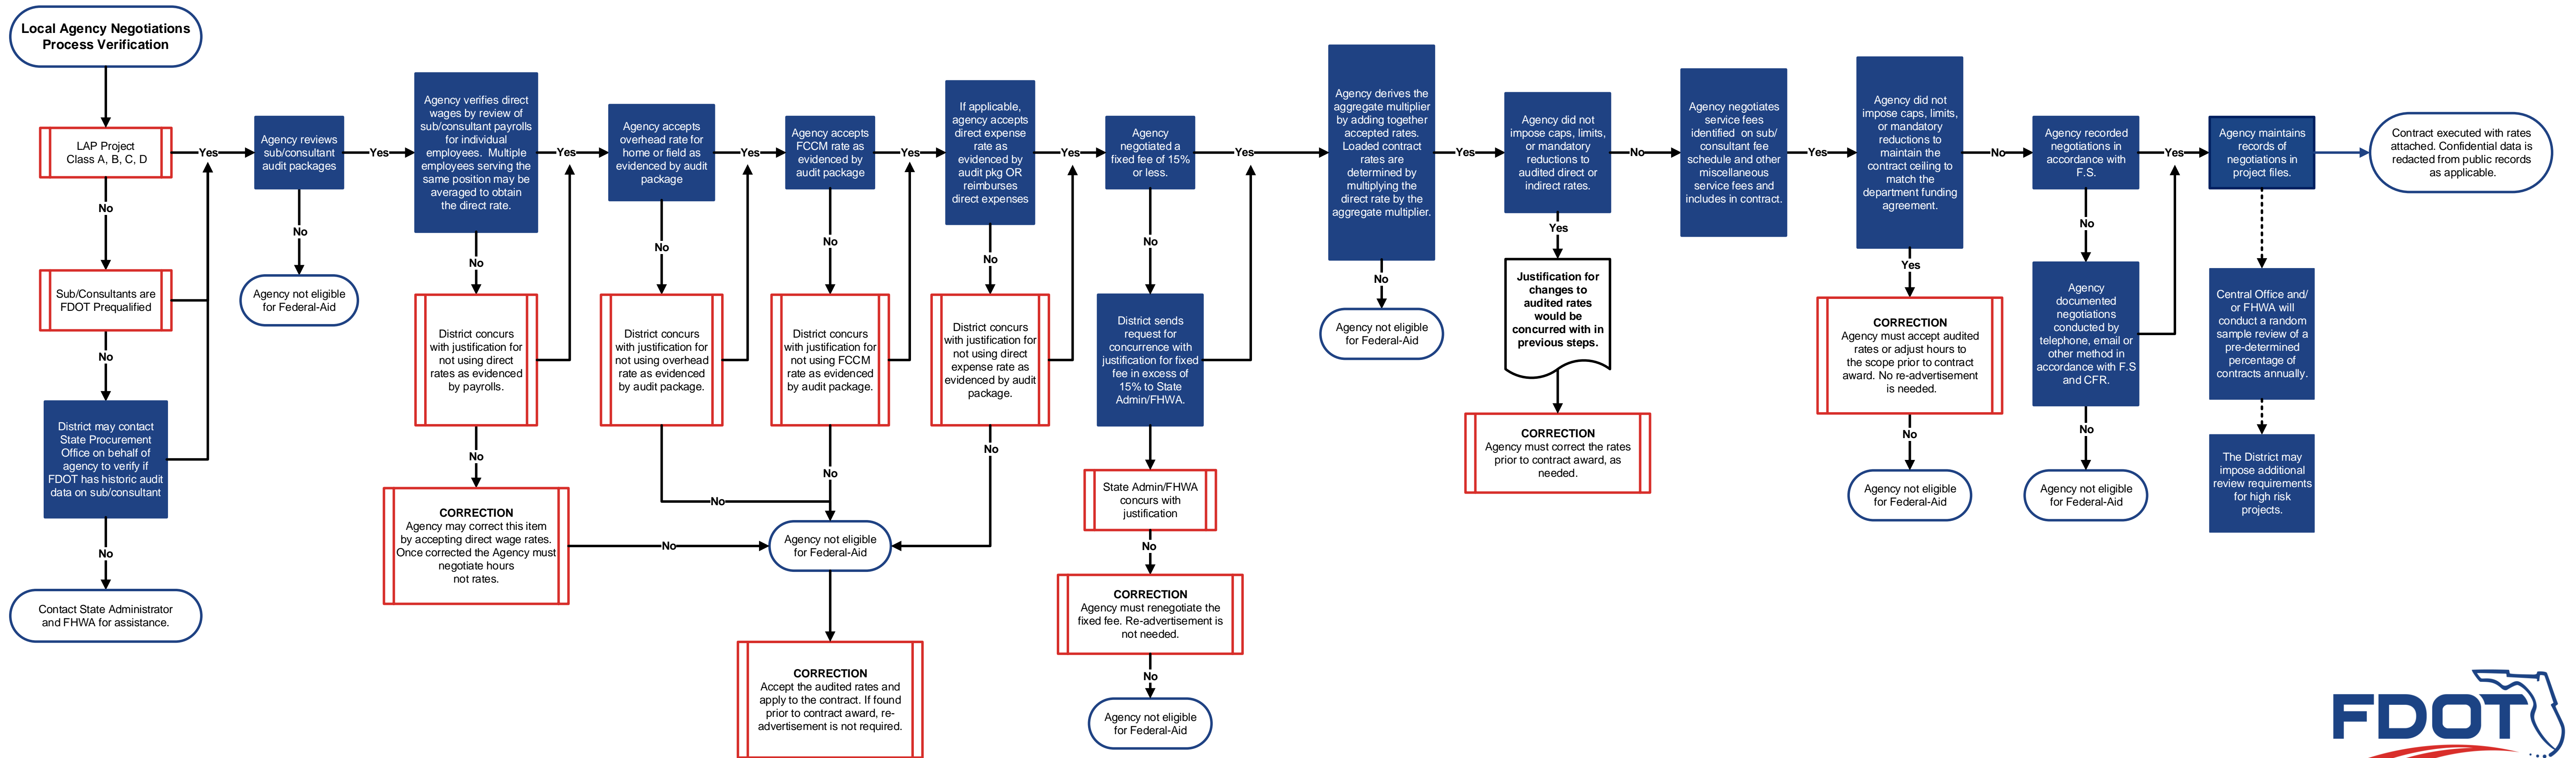 Local Agency Negotiations
Process Verification
LAP Project
Class A, B, C, D
Yes
No
Sub/Consultants are
FDOT Prequalified
No
District may contact
State Procurement
Office on behalf of
agency to verify if
FDOT has historic audit
data on sub/consultant
No
Contact State Administrator
and FHWA for assistance.
Agency reviews
sub/consultant
audit packages
Yes
No
Agency not eligible
for Federal-Aid
Agency verifies direct
wages by review of
sub/consultant payrolls
for individual
employees. Multiple
employees serving the
same position may be
averaged to obtain
the direct rate.
Yes
No
District concurs
with justification for
not using direct
rates as evidenced
by payrolls.
No
CORRECTION
Agency may correct this item
by accepting direct wage rates.
Once corrected the Agency must
negotiate hours
not rates.
No
Agency accepts
overhead rate for
home or field as
evidenced by audit
package
Yes
No
District concurs
with justification for
not using overhead
rate as evidenced
by audit package.
No
Agency accepts
FCCM rate as
evidenced by
audit package
Yes
No
District concurs
with justification for
not using FCCM
rate as evidenced
by audit package.
No
Agency not eligible
for Federal-Aid
CORRECTION
Accept the audited rates and
apply to the contract. If found
prior to contract award, re-
advertisement is not required.
If applicable,
agency accepts
direct expense
rate as
evidenced by
audit pkg OR
reimburses
direct expenses
Yes
No
District concurs
with justification for
not using direct
expense rate as
evidenced by audit
package.
No
Agency
negotiated a
fixed fee of 15%
or less.
Yes
No
District sends
request for
concurrence with
justification for fixed
fee in excess of
15% to State
Admin/FHWA.
State Admin/FHWA
concurs with
justification
No
CORRECTION
Agency must renegotiate the
fixed fee. Re-advertisement is
not needed.
No
Agency not eligible
for Federal-Aid
Agency derives the
aggregate multiplier
by adding together
accepted rates.
Loaded contract
rates are
determined by
multiplying the
direct rate by the
aggregate multiplier.
Yes
No
Agency not eligible
for Federal-Aid
Agency did not
impose caps, limits,
or mandatory
reductions to
audited direct or
indirect rates.
No
Yes
Justification for
changes to
audited rates
would be
concurred with in
previous steps.
CORRECTION
Agency must correct the rates
prior to contract award, as
needed.
Agency negotiates
service fees
identified on sub/
consultant fee
schedule and other
miscellaneous
service fees and
includes in contract.
Yes
Agency did not
impose caps, limits,
or mandatory
reductions to
maintain the
contract ceiling to
match the
department funding
agreement.
No
Yes
CORRECTION
Agency must accept audited
rates or adjust hours to
the scope prior to contract
award. No re-advertisement
is needed.
No
Agency not eligible
for Federal-Aid
Agency recorded
negotiations in
accordance with
F.S.
Yes
No
Agency
documented
negotiations
conducted by
telephone, email or
other method in
accordance with F.S
and CFR.
No
Agency not eligible
for Federal-Aid
Agency maintains
records of
negotiations in
project files.
Central Office and/
or FHWA will
conduct a random
sample review of a
pre-determined
percentage of
contracts annually.
The District may
impose additional
review requirements
for high risk
projects.
Contract executed with rates
attached. Confidential data is
redacted from public records
as applicable.
FDOT